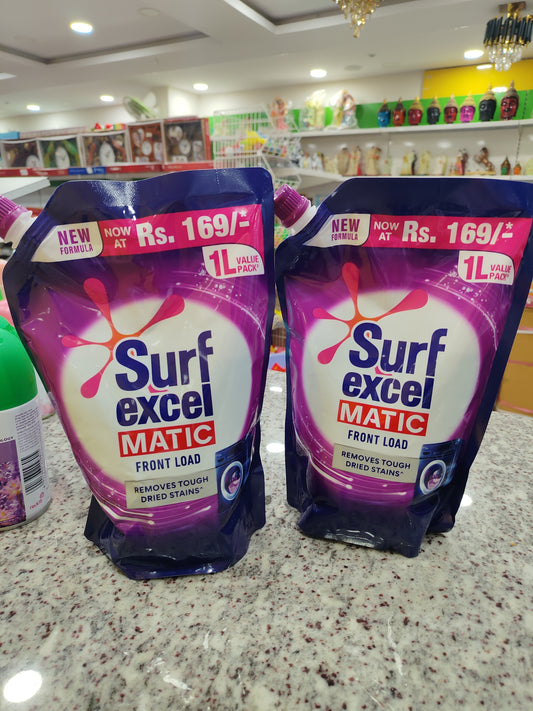 NEW
FORMULA
NOW
AT
Rs. 169/-*
1L VALUE
PACK^
Surf
excel
MATIC
FRONT LOAD
REMOVES TOUGH
DRIED STAINS^
NEW
FORMULA
NOW
AT
Rs. 169/-*
1L VALUE
PACK^
Surf
excel
MATIC
FRONT LOAD
REMOVES TOUGH
DRIED STAINS^